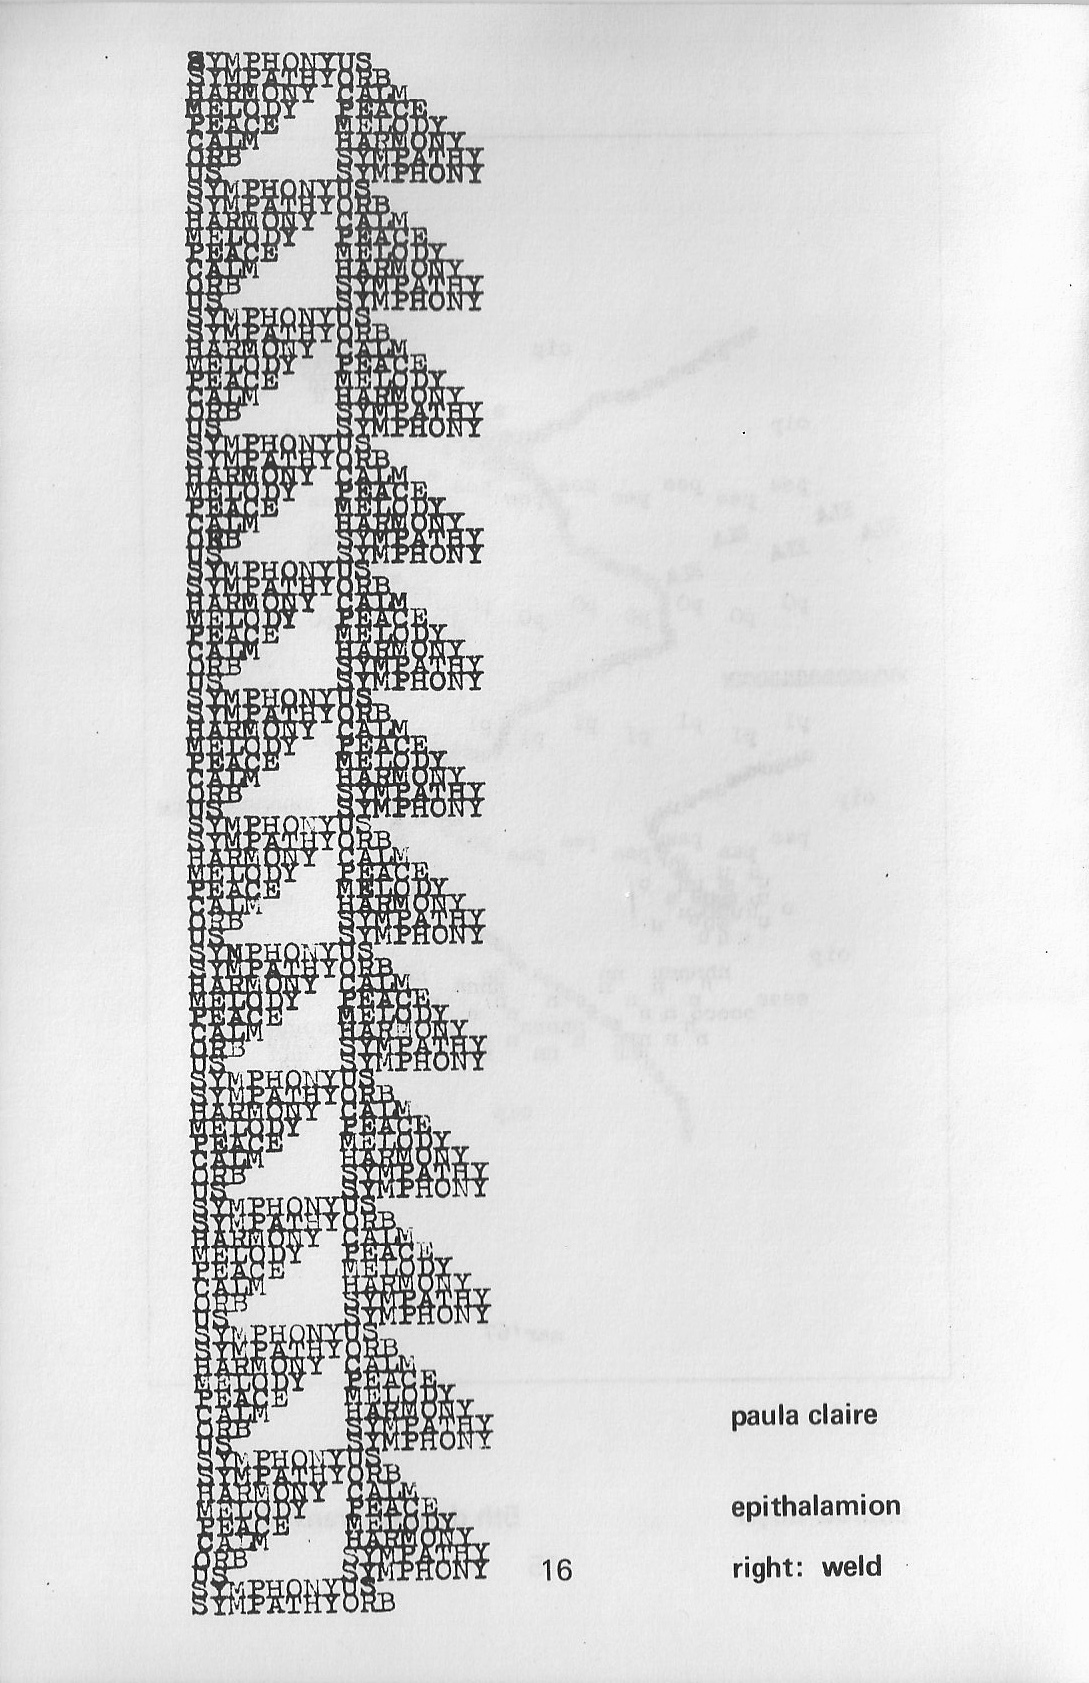 SYMPHONYUS
SYMPATHYORB
HARMONY CALM
MELODY PEACE
PEACE MELODY
CALM HARMONY
ORB SYMPATHY
US SYMPHONY
SYMPHONYUS
SYMPATHYORB
HARMONY CALM
MELODY PEACE
PEACE MELODY
CALM HARMONY
ORB SYMPATHY
US SYMPHONY
SYMPHONYUS
SYMPATHYORB
HARMONY CALM
MELODY PEACE
PEACE MELODY
CALM HARMONY
ORB SYMPATHY
US SYMPHONY
SYMPHONYUS
SYMPATHYORB
HARMONY CALM
MELODY PEACE
PEACE MELODY
CALM HARMONY
ORB SYMPATHY
US SYMPHONY
SYMPHONYUS
SYMPATHYORB
HARMONY CALM
MELODY PEACE
PEACE MELODY
CALM HARMONY
ORB SYMPATHY
US SYMPHONY
SYMPHONYUS
SYMPATHYORB
HARMONY CALM
MELODY PEACE
PEACE MELODY
CALM HARMONY
ORB SYMPATHY
US SYMPHONY
SYMPHONYUS
SYMPATHYORB
HARMONY CALM
MELODY PEACE
PEACE MELODY
CALM HARMONY
ORB SYMPATHY
US SYMPHONY
SYMPHONYUS
SYMPATHYORB
HARMONY CALM
MELODY PEACE
PEACE MELODY
CALM HARMONY
ORB SYMPATHY
US SYMPHONY
SYMPHONYUS
SYMPATHYORB
HARMONY CALM
MELODY PEACE
PEACE MELODY
CALM HARMONY
ORB SYMPATHY
US SYMPHONY
SYMPHONYUS
SYMPATHYORB
HARMONY CALM
MELODY PEACE
PEACE MELODY
CALM HARMONY
ORB SYMPATHY
US SYMPHONY
SYMPHONYUS
SYMPATHYORB
HARMONY CALM
MELODY PEACE
PEACE MELODY
CALM HARMONY
ORB SYMPATHY
US SYMPHONY
SYMPHONYUS
SYMPATHYORB
HARMONY CALM
MELODY PEACE
PEACE MELODY
CALM HARMONY
ORB SYMPATHY
US SYMPHONY
SYMPHONYUS
SYMPATHYORB
paula claire
epithalamion
16
right: weld